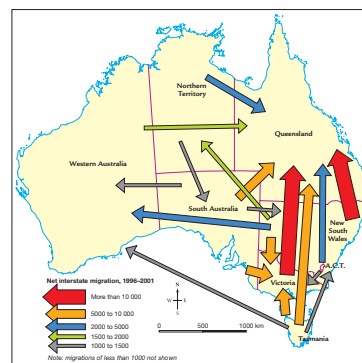 Northern
Territory
Queensland
Western Australia
South Australia
New
South
Wales
A.C.T.
Victoria
Tasmania
Net interstate migration, 1996–2001
More than 10 000
5000 to 10 000
2000 to 5000
1500 to 2000
1000 to 1500
N
W
E
S
0
500
1000 km
Note: migrations of less than 1000 not shown